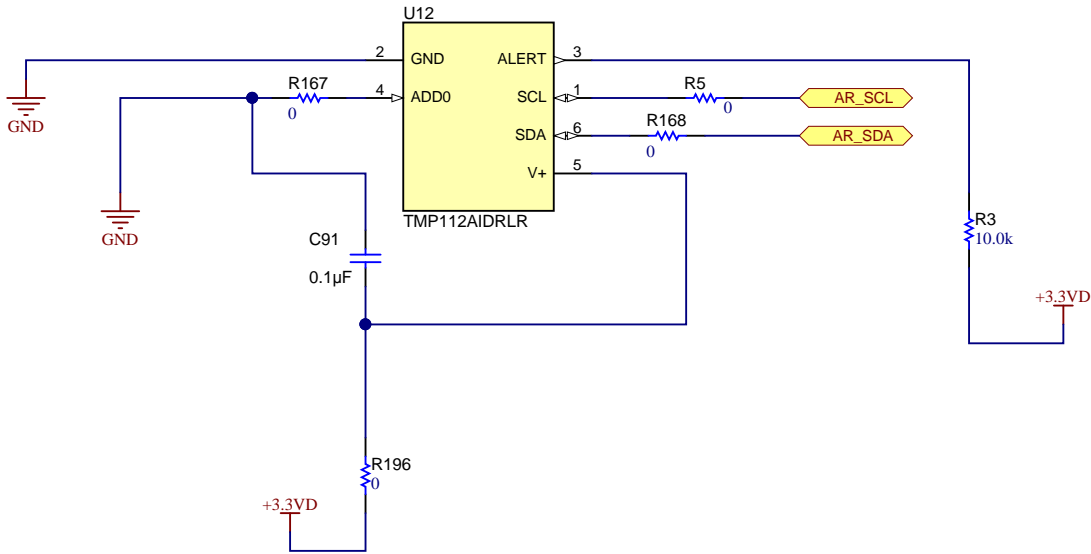 U12
2
GND
ALERT
3
R167
0
4
ADD0
SCL
1
R5
0
AR_SCL
GND
R168
0
SDA
6
AR_SDA
V+
5
GND
TMP112AIDRLR
C91
0.1µF
R3
10.0k
+3.3VD
R196
0
+3.3VD